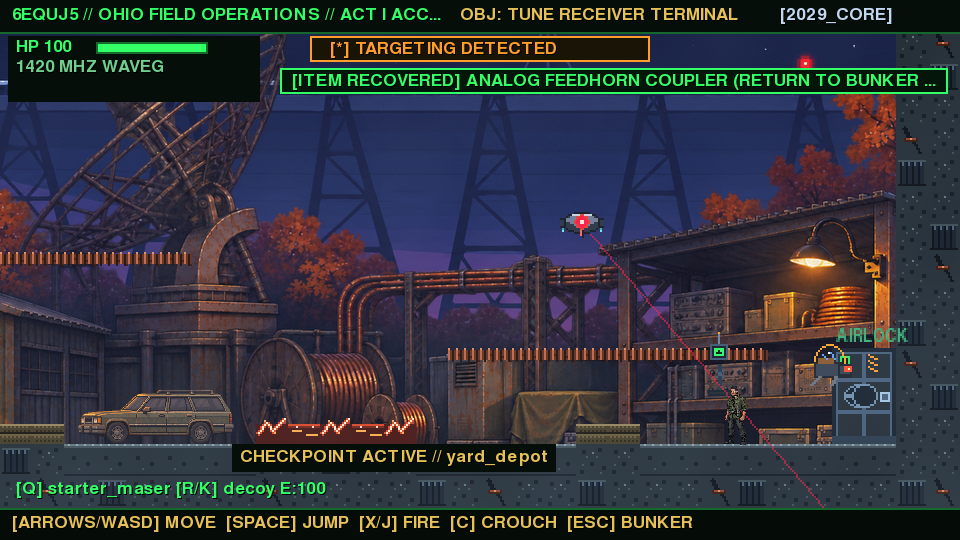 6EQUJ5 // OHIO FIELD OPERATIONS // ACT I ACC... OBJ: TUNE RECEIVER TERMINAL [2029_CORE]
HP 100
[*] TARGETING DETECTED
1420 MHZ WAVEG
[ITEM RECOVERED] ANALOG FEEDHORN COUPLER (RETURN TO BUNKER ...
AIRLOCK
CHECKPOINT ACTIVE // yard_depot
[Q] starter_maser [R/K] decoy E:100
[ARROWS/WASD] MOVE [SPACE] JUMP [X/J] FIRE [C] CROUCH [ESC] BUNKER